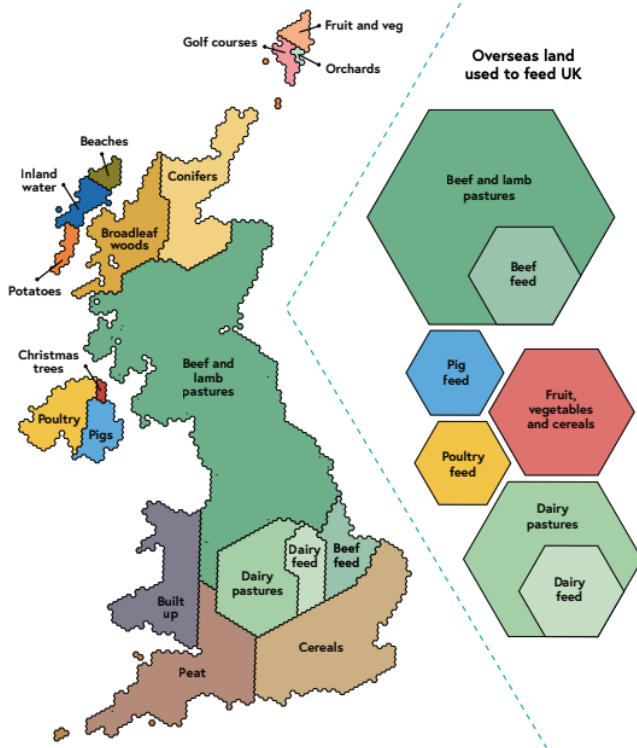 Fruit and veg
Golf courses
Orchards
Overseas land
used to feed UK
Beaches
Inland
water
Conifers
Broadleaf
woods
Potatoes
Beef and lamb
pastures
Beef
feed
Christmas
trees
Beef and
lamb
pastures
Poultry
Pigs
Pig
feed
Fruit,
vegetables
and cereals
Poultry
feed
Dairy
pastures
Dairy
feed
Beef
feed
Built
up
Cereals
Peat
Dairy
pastures
Dairy
feed